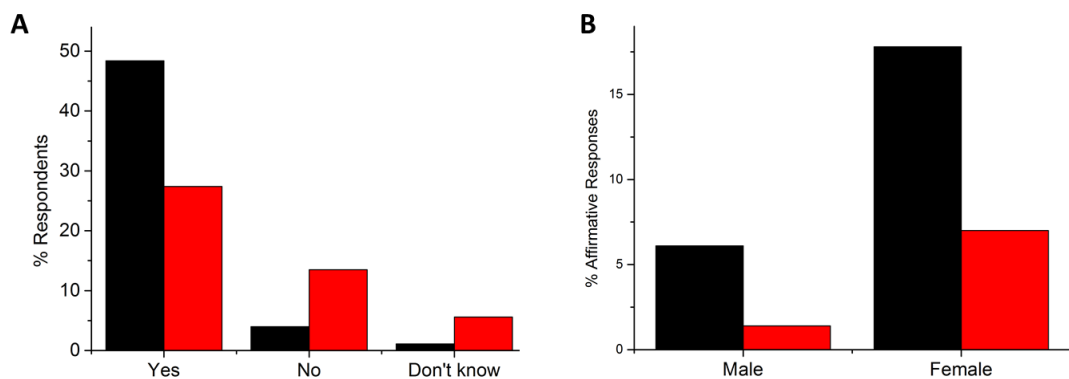 A
% Respondents
50
40
30
20
10
0
Yes
No
Don't know
B
% Affirmative Responses
15
10
5
0
Male
Female